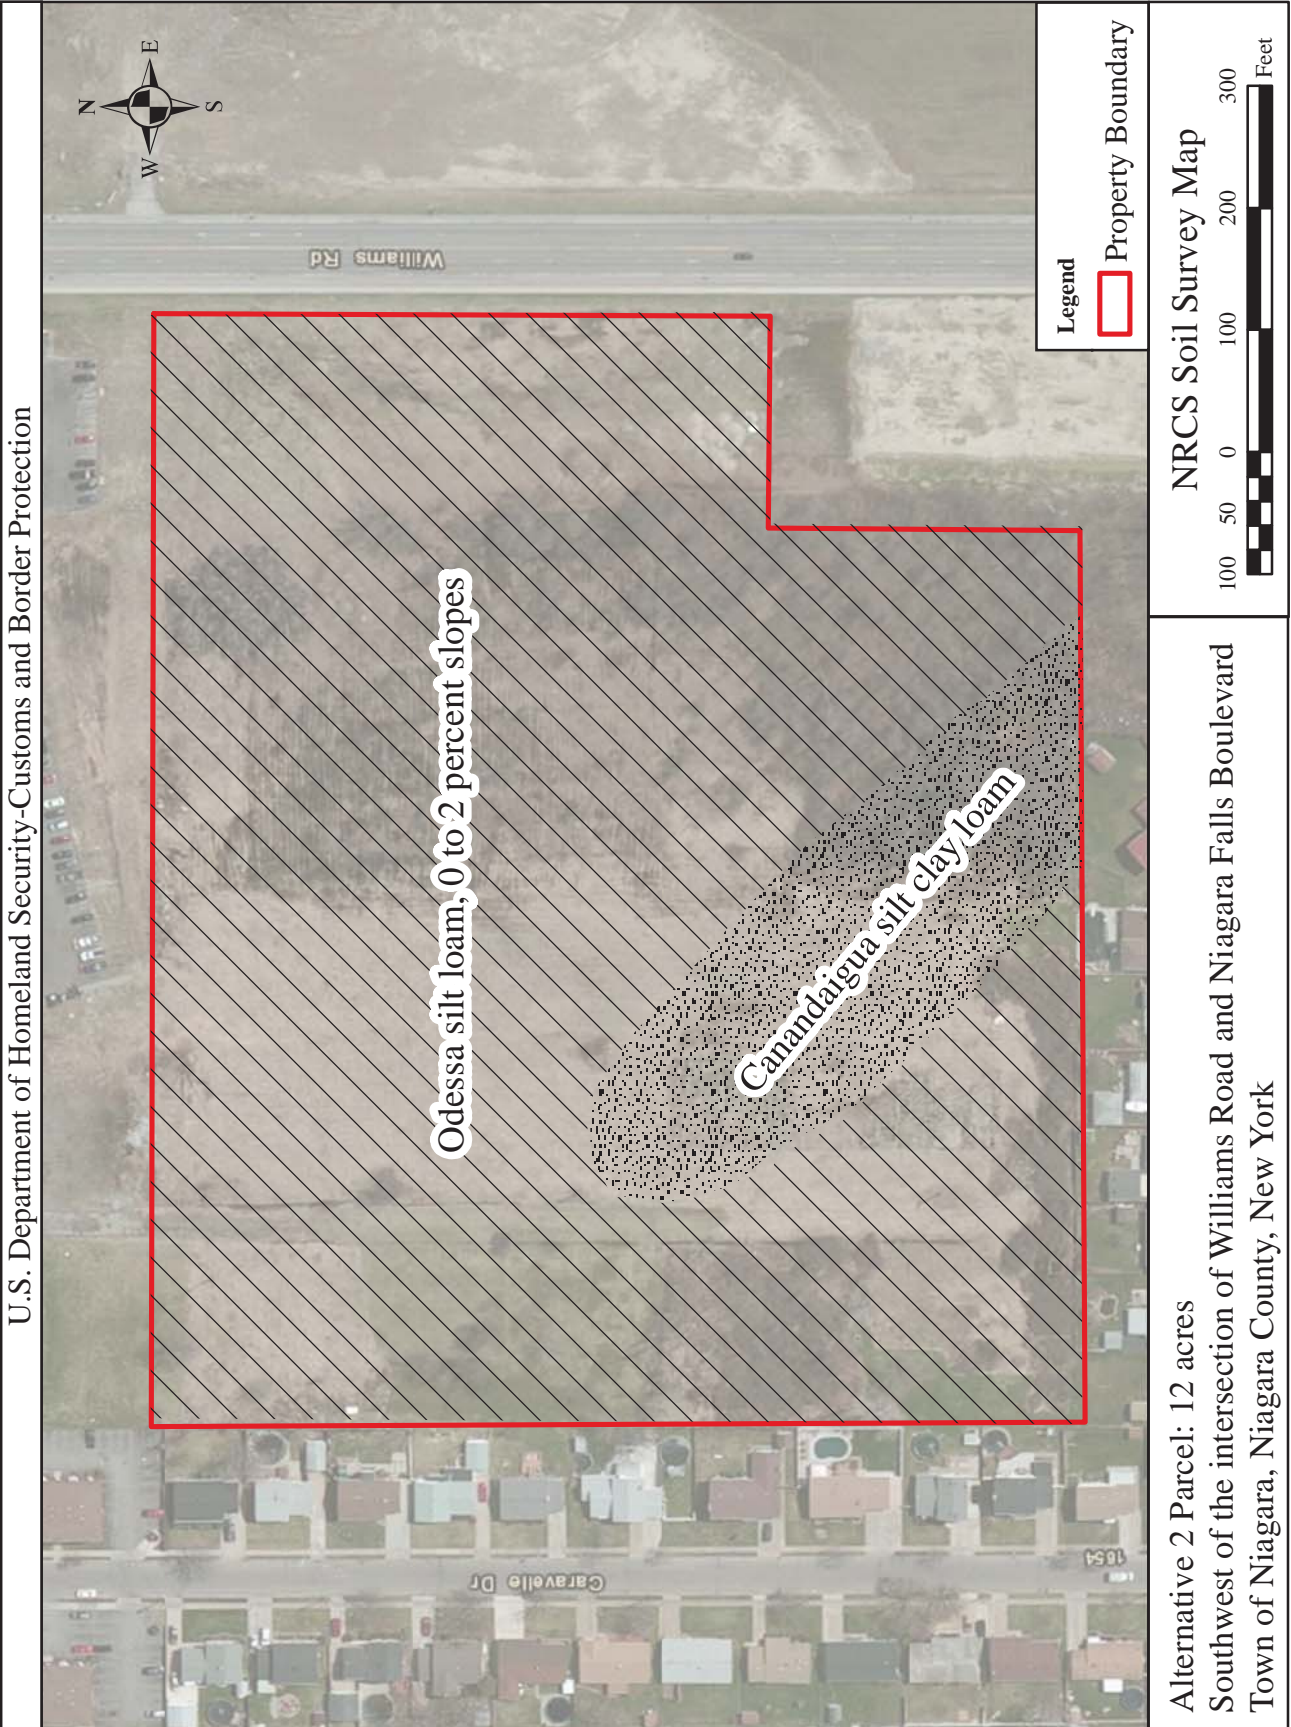 U.S. Department of Homeland Security-Customs and Border Protection
N
W
E
S
Williams Rd
Odessa silt loam, 0 to 2 percent slopes
Canandaigua silt clay loam
Caravelle Dr
1854
Legend
Property Boundary
Alternative 2 Parcel: 12 acres
Southwest of the intersection of Williams Road and Niagara Falls Boulevard
Town of Niagara, Niagara County, New York
NRCS Soil Survey Map
100 50 0 100 200 300
Feet